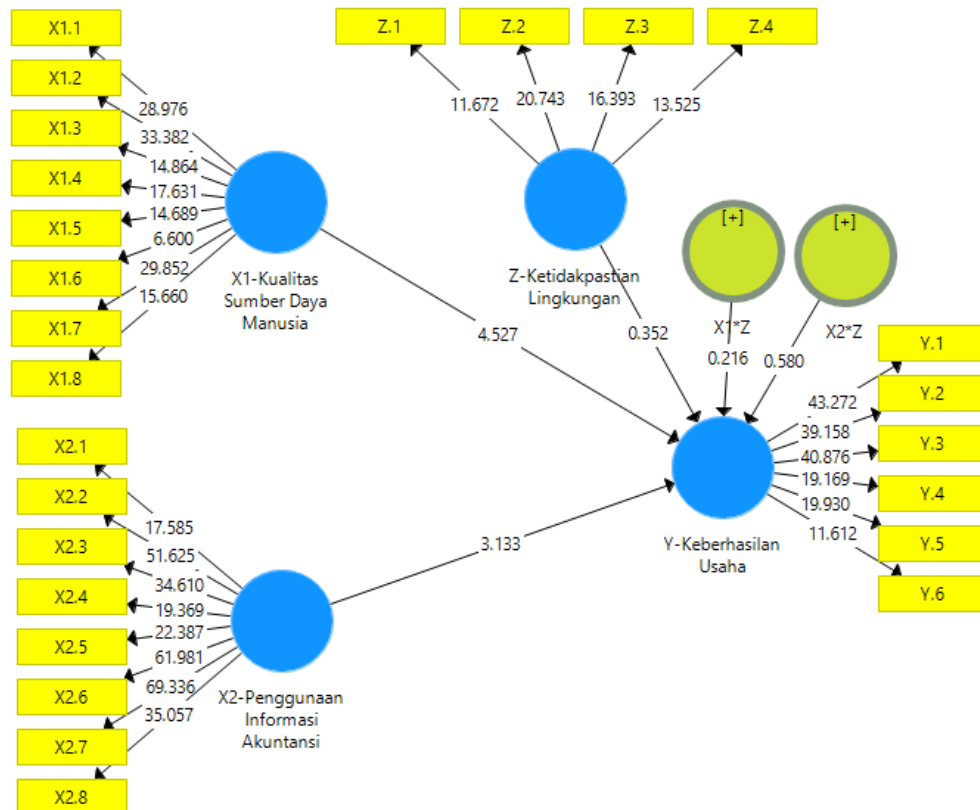 X1.1
X1.2
X1.3
X1.4
X1.5
X1.6
X1.7
X1.8
28.976
33.382
14.864
17.631
14.689
6.600
29.852
15.660
X1-Kualitas
Sumber Daya
Manusia
Z.1
Z.2
Z.3
Z.4
11.672
20.743
16.393
13.525
Z-Ketidakpastian
Lingkungan
[+]
X1*Z
[+]
X2*Z
4.527
0.352
0.216
0.580
3.133
X2.1
X2.2
X2.3
X2.4
X2.5
X2.6
X2.7
X2.8
17.585
51.625
34.610
19.369
22.387
61.981
69.336
35.057
X2-Penggunaan
Informasi
Akuntansi
Y-Keberhasilan
Usaha
43.272
39.158
40.876
19.169
19.930
11.612
Y.1
Y.2
Y.3
Y.4
Y.5
Y.6